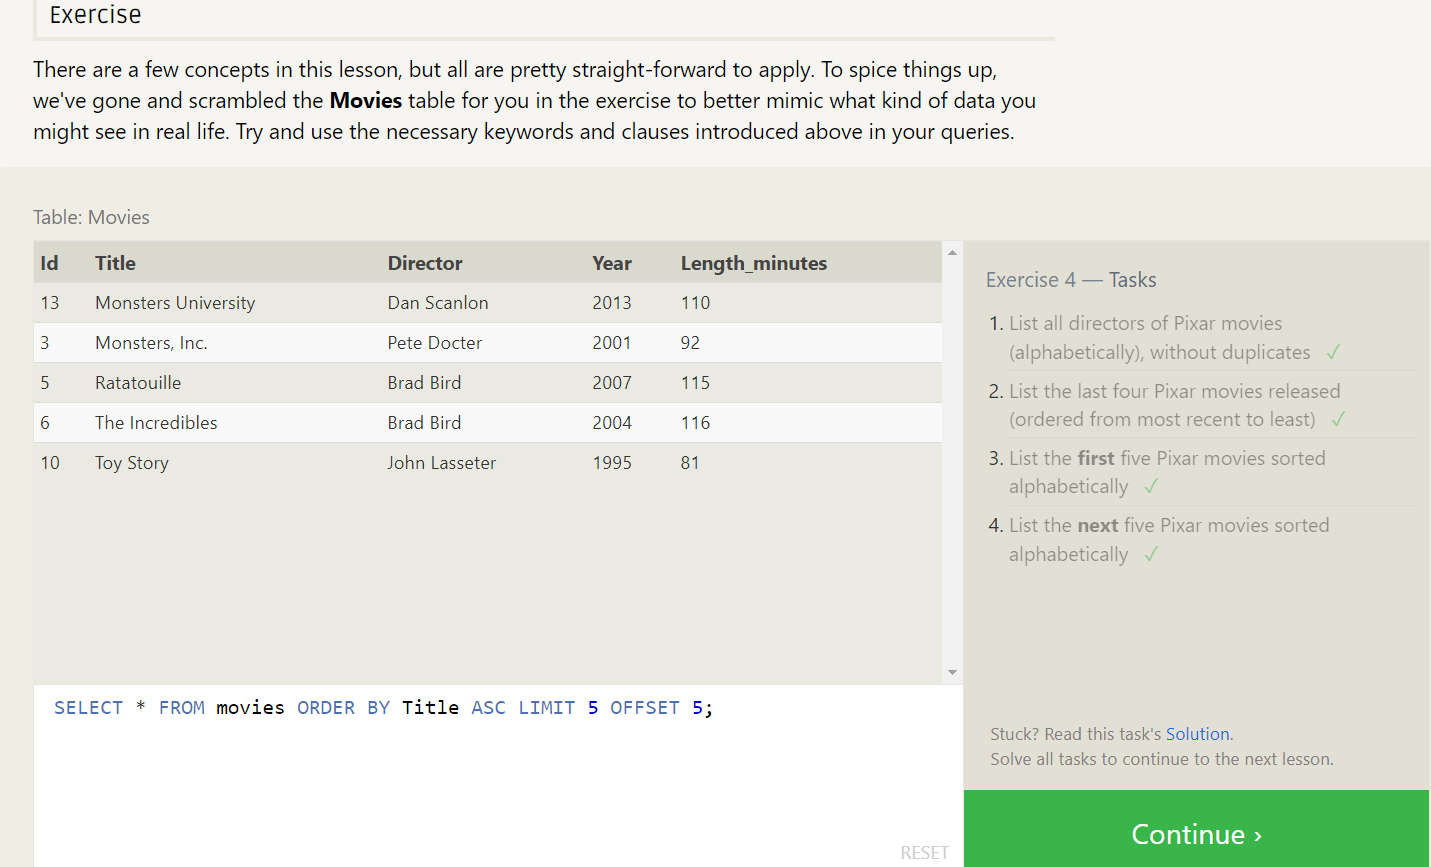 Exercise
There are a few concepts in this lesson, but all are pretty straight-forward to apply. To spice things up,
we've gone and scrambled the Movies table for you in the exercise to better mimic what kind of data you
might see in real life. Try and use the necessary keywords and clauses introduced above in your queries.
Table: Movies
Id Title Director Year Length_minutes
13 Monsters University Dan Scanlon 2013 110
3 Monsters, Inc. Pete Docter 2001 92
5 Ratatouille Brad Bird 2007 115
6 The Incredibles Brad Bird 2004 116
10 Toy Story John Lasseter 1995 81
SELECT * FROM movies ORDER BY Title ASC LIMIT 5 OFFSET 5;
RESET
Exercise 4 — Tasks
1. List all directors of Pixar movies
(alphabetically), without duplicates ✓
2. List the last four Pixar movies released
(ordered from most recent to least) ✓
3. List the first five Pixar movies sorted
alphabetically ✓
4. List the next five Pixar movies sorted
alphabetically ✓
Stuck? Read this task's Solution.
Solve all tasks to continue to the next lesson.
Continue ›